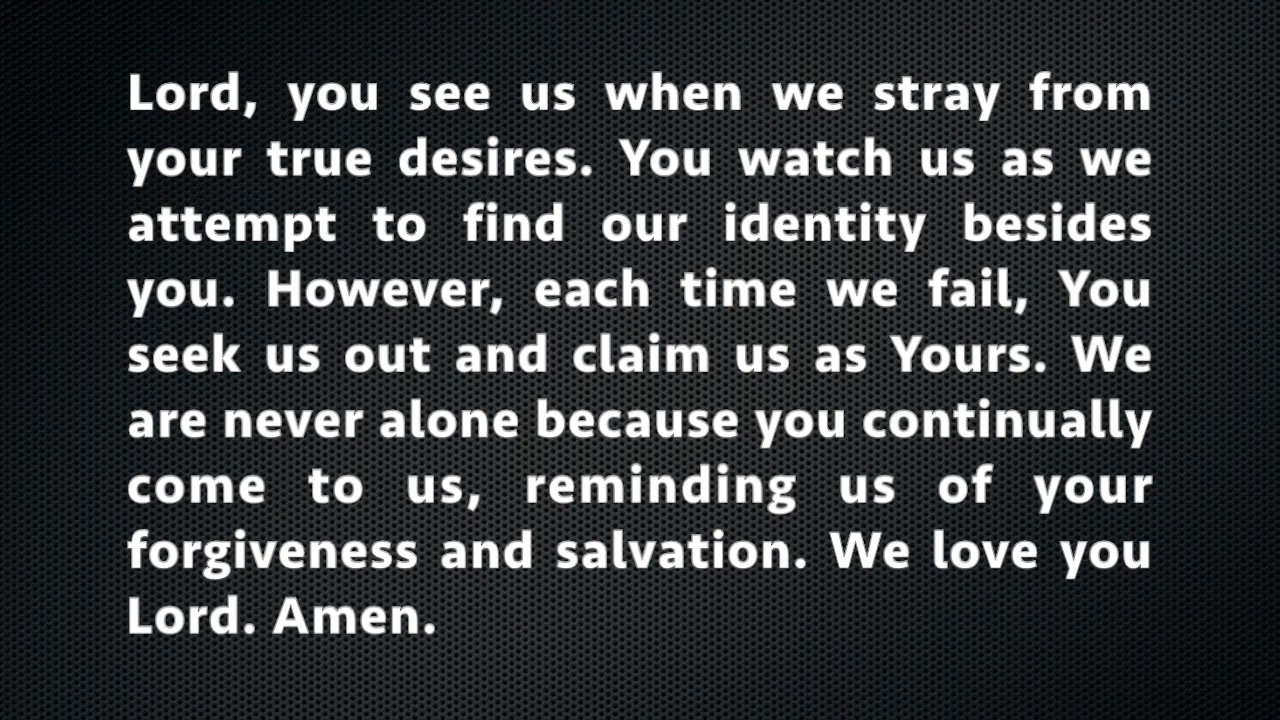 Lord, you see us when we stray from
your true desires. You watch us as we
attempt to find our identity besides
you. However, each time we fail, You
seek us out and claim us as Yours. We
are never alone because you continually
come to us, reminding us of your
forgiveness and salvation. We love you
Lord. Amen.